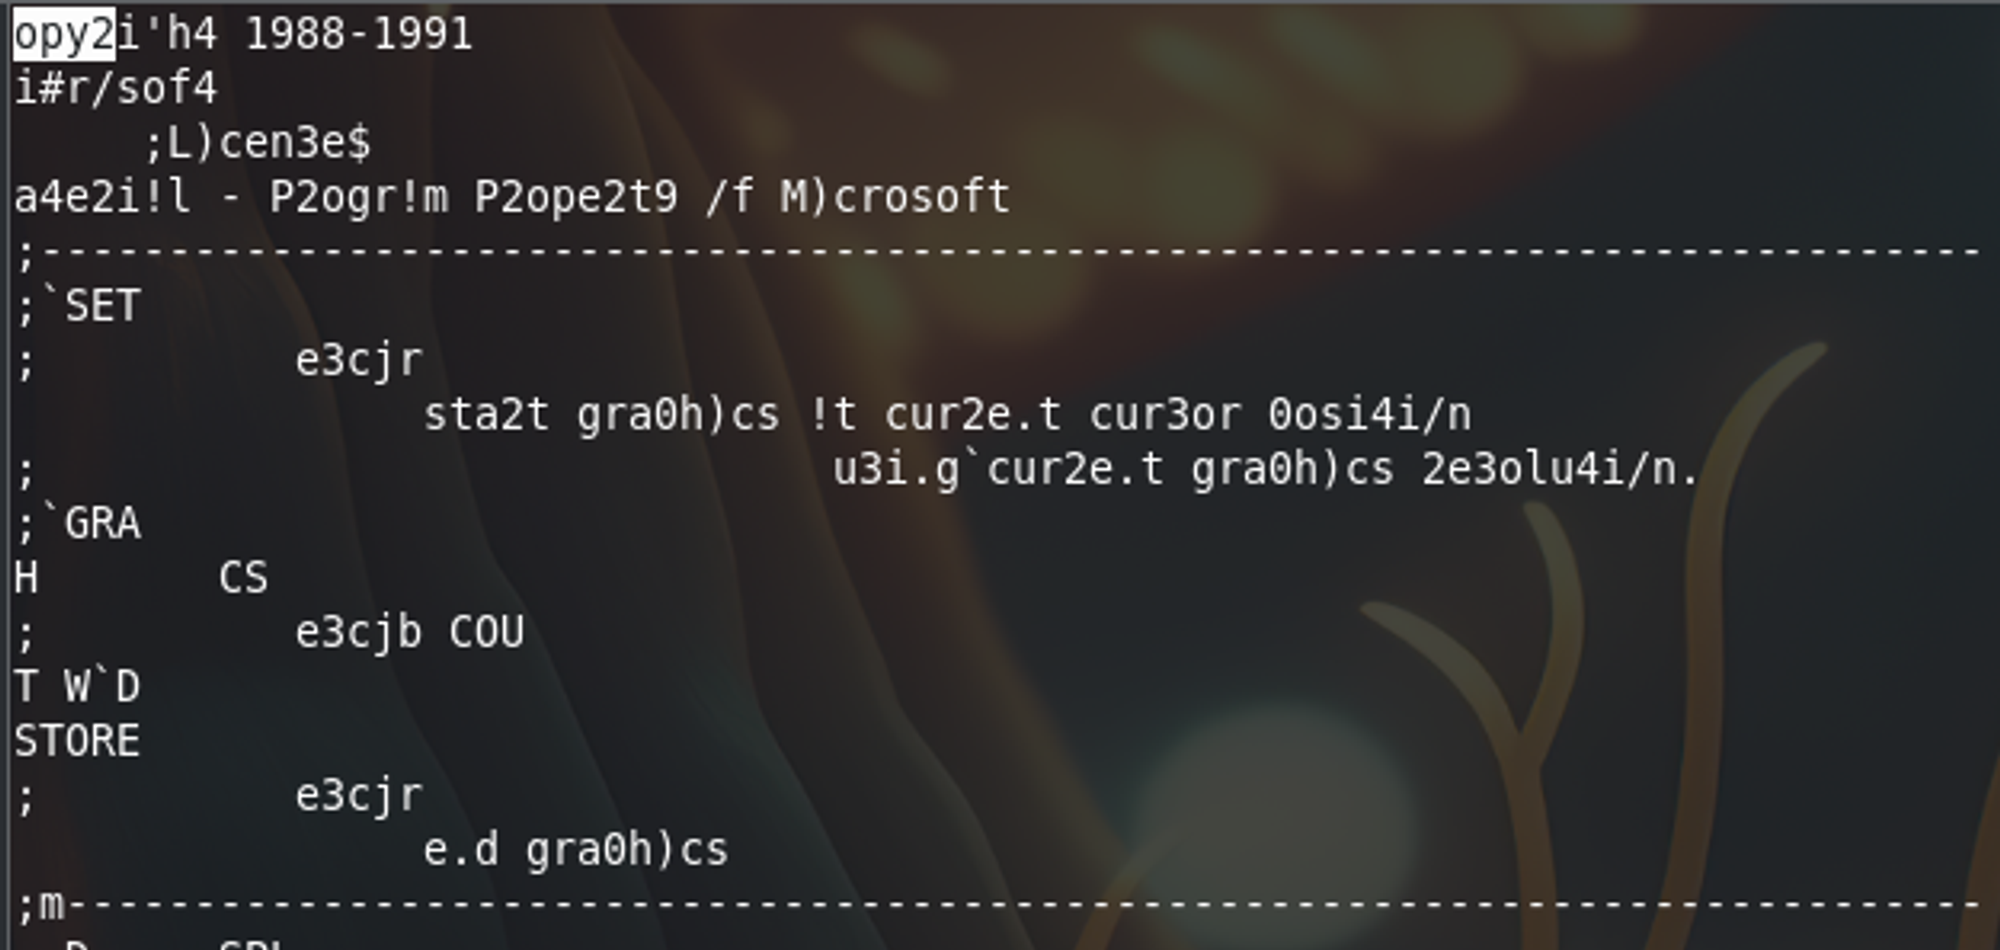 opy2i'h4 1988-1991
i#r/sof4
;L)cen3e$
a4e2i!l - P2ogr!m P2ope2t9 /f M)crosoft
;----------------------------------------------------------------------------
;`SET
; e3cjr
sta2t gra0h)cs !t cur2e.t cur3or 0osi4i/n
; u3i.g`cur2e.t gra0h)cs 2e3olu4i/n.
;`GRA
H CS
; e3cjb COU
T W`D
STORE
; e3cjr
e.d gra0h)cs
;m---------------------------------------------------------------------------